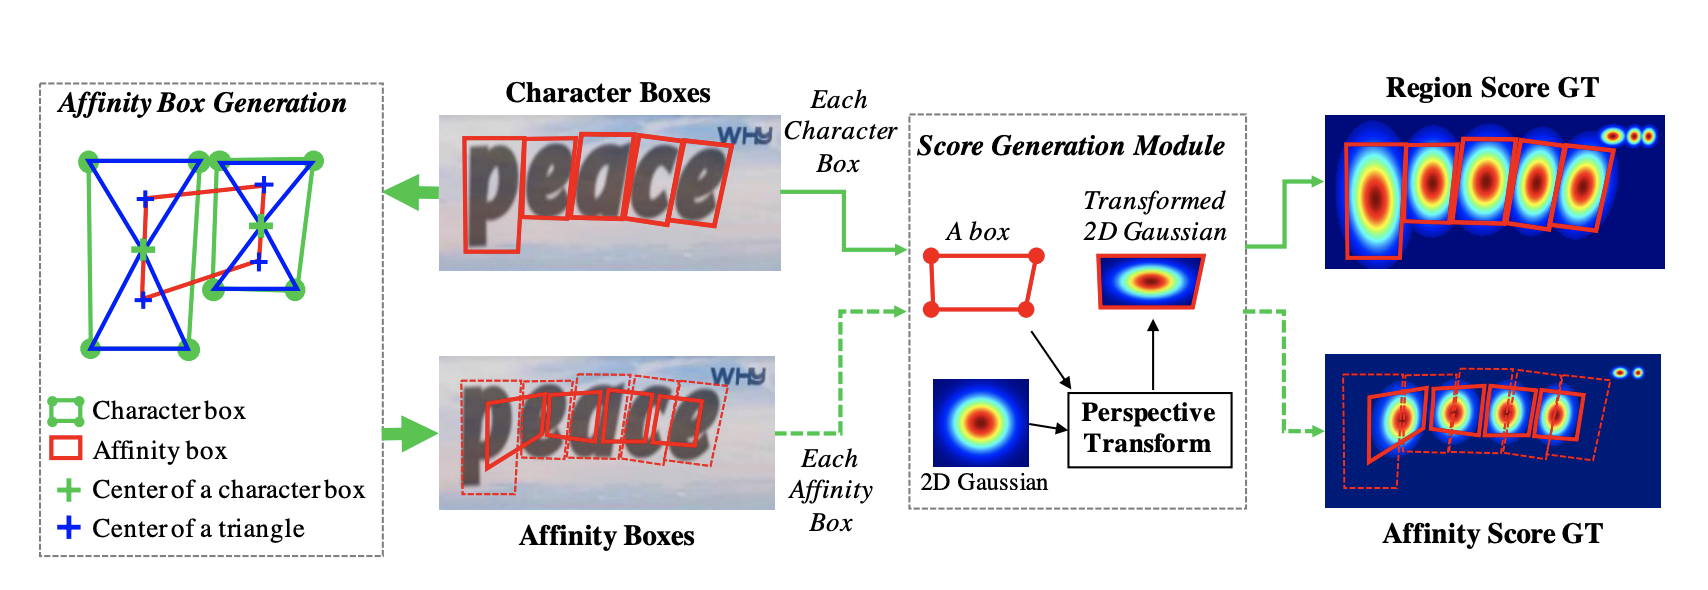 Affinity Box Generation
Character box
Affinity box
Center of a character box
Center of a triangle
Character Boxes
WHY
peace
WHY
peace
Affinity Boxes
Each
Character
Box
Each
Affinity
Box
Score Generation Module
A box
Transformed
2D Gaussian
2D Gaussian
Perspective
Transform
Region Score GT
Affinity Score GT